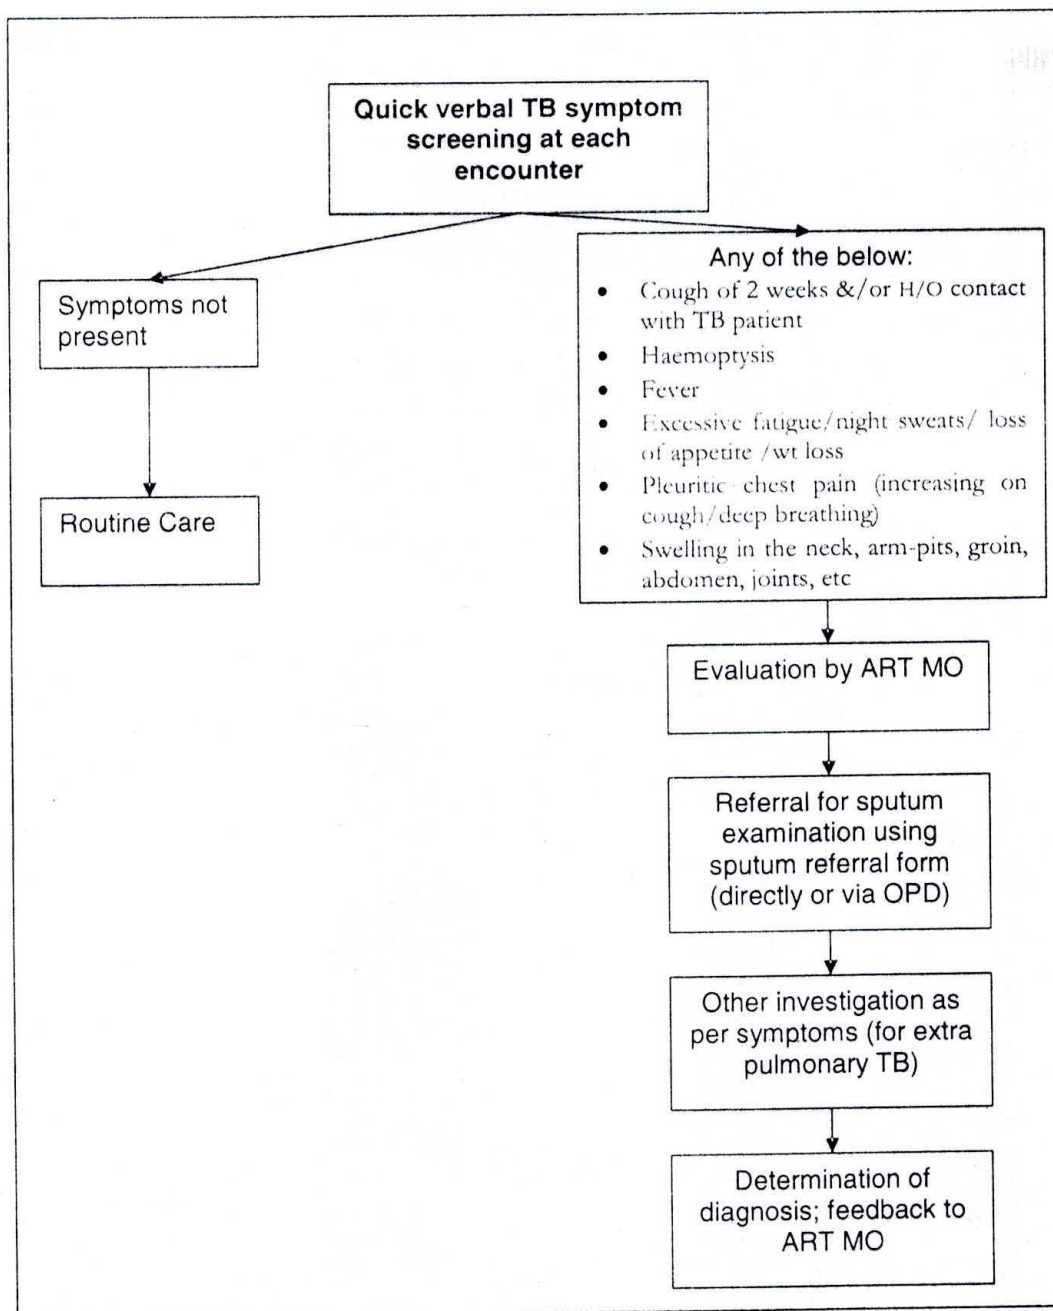 Quick verbal TB symptom
screening at each
encounter
Symptoms not
present
Routine Care
Any of the below:
• Cough of 2 weeks &/or H/O contact
with TB patient
• Haemoptysis
• Fever
• Excessive fatigue/night sweats/ loss
of appetite /wt loss
• Pleuritic chest pain (increasing on
cough/deep breathing)
• Swelling in the neck, arm-pits, groin,
abdomen, joints, etc
Evaluation by ART MO
Referral for sputum
examination using
sputum referral form
(directly or via OPD)
Other investigation as
per symptoms (for extra
pulmonary TB)
Determination of
diagnosis; feedback to
ART MO